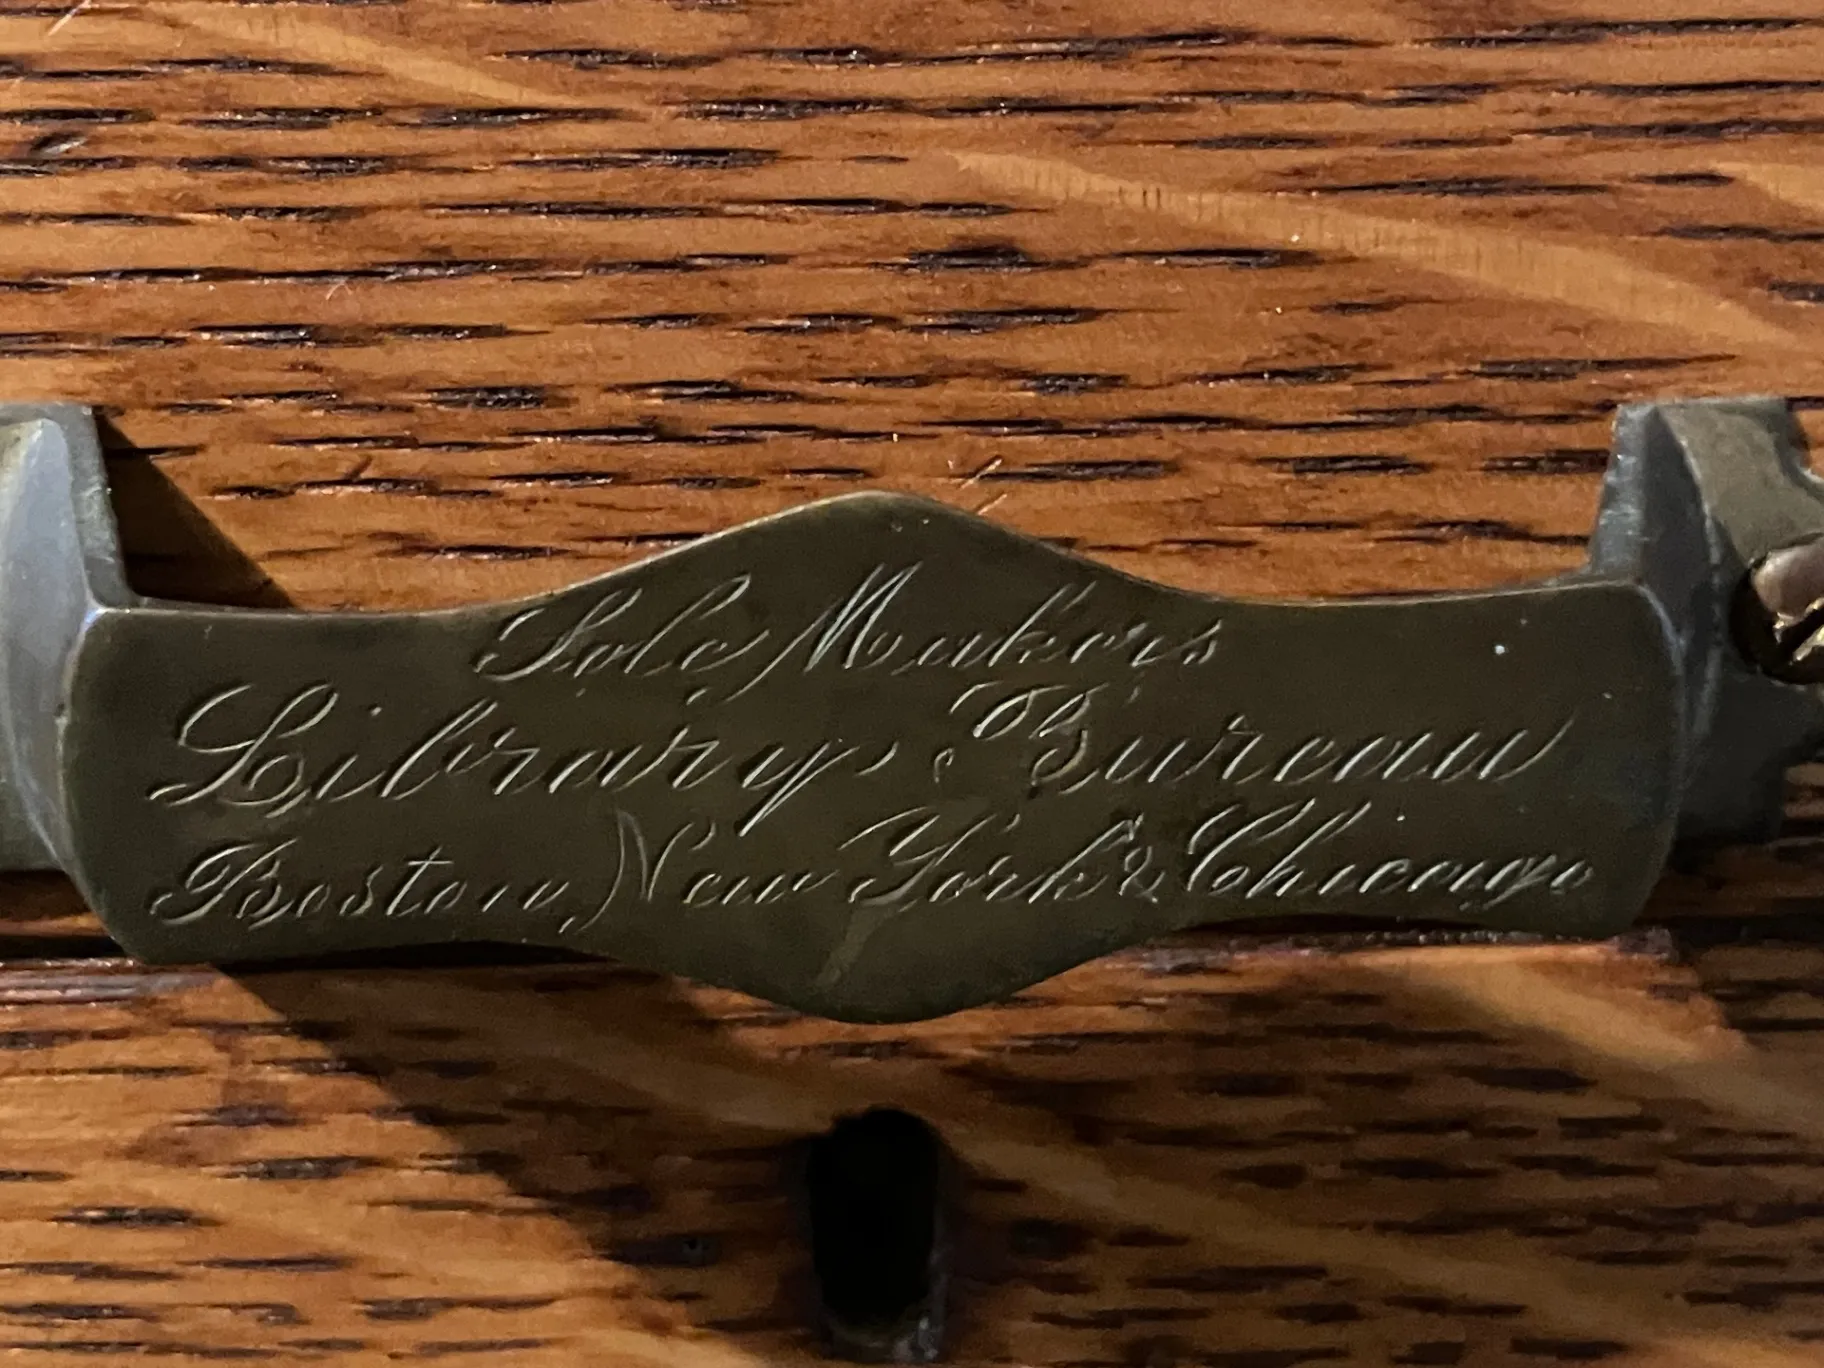 Sole Makers
Library Bureau
Boston, New York & Chicago